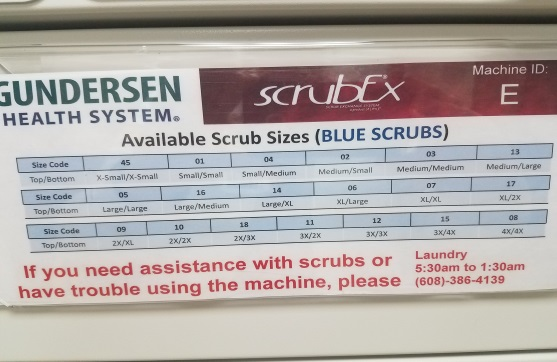 GUNDERSEN
HEALTH SYSTEM®
scrubEx
Machine ID:
E
Available Scrub Sizes (BLUE SCRUBS)
Size Code 45 01 04 02 03 13
Top/Bottom X-Small/X-Small Small/Small Small/Medium Medium/Small Medium/Medium Medium/Large
Size Code 05 16 14 06 07 17
Top/Bottom Large/Large Large/Medium Large/XL XL/Large XL/XL XL/2X
Size Code 09 10 18 11 12 15 08
Top/Bottom 2X/XL 2X/2X 2X/3X 3X/2X 3X/3X 3X/4X 4X/4X
If you need assistance with scrubs or
have trouble using the machine, please
Laundry
5:30am to 1:30am
(608)-386-4139